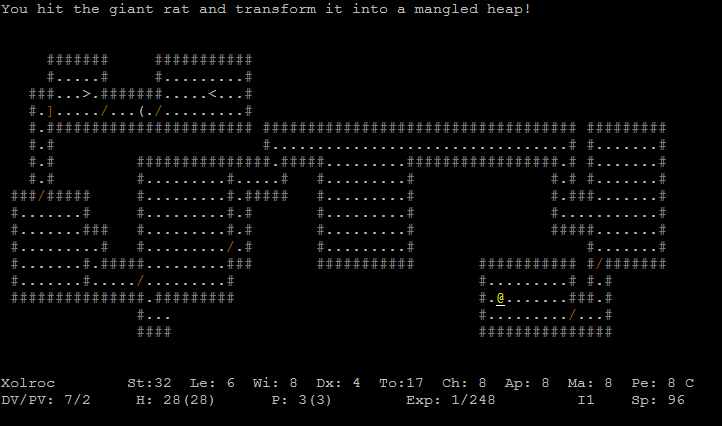 You hit the giant rat and transform it into a mangled heap!
Xolroc St:32 Le: 6 Wi: 8 Dx: 4 To:17 Ch: 8 Ap: 8 Ma: 8 Pe: 8 C
DV/PV: 7/2 H: 28(28) P: 3(3) Exp: 1/248 I1 Sp: 96